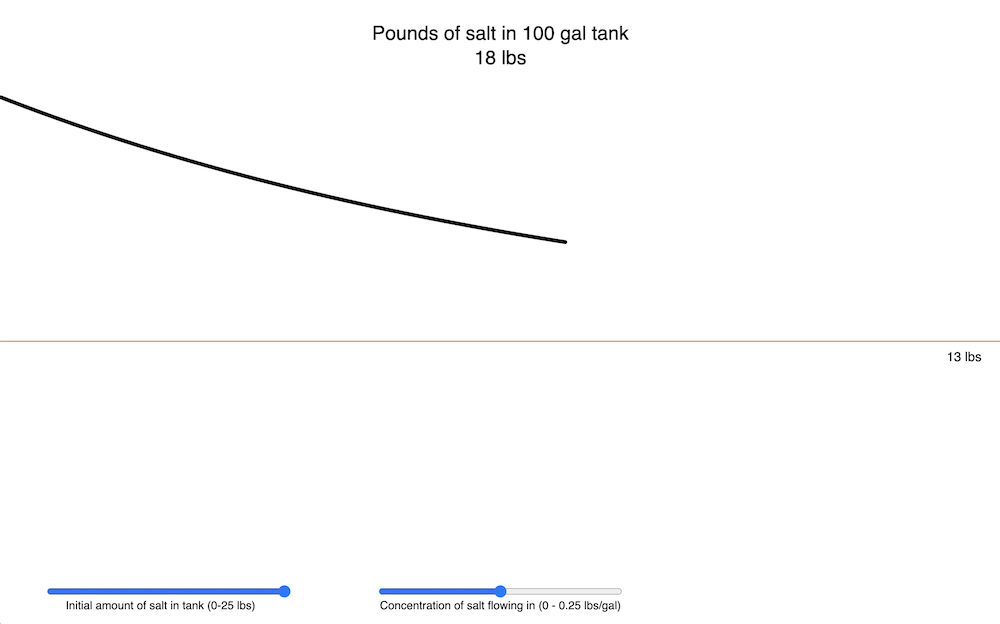 Pounds of salt in 100 gal tank
18 lbs
13 lbs
Initial amount of salt in tank (0-25 lbs)
Concentration of salt flowing in (0 - 0.25 lbs/gal)